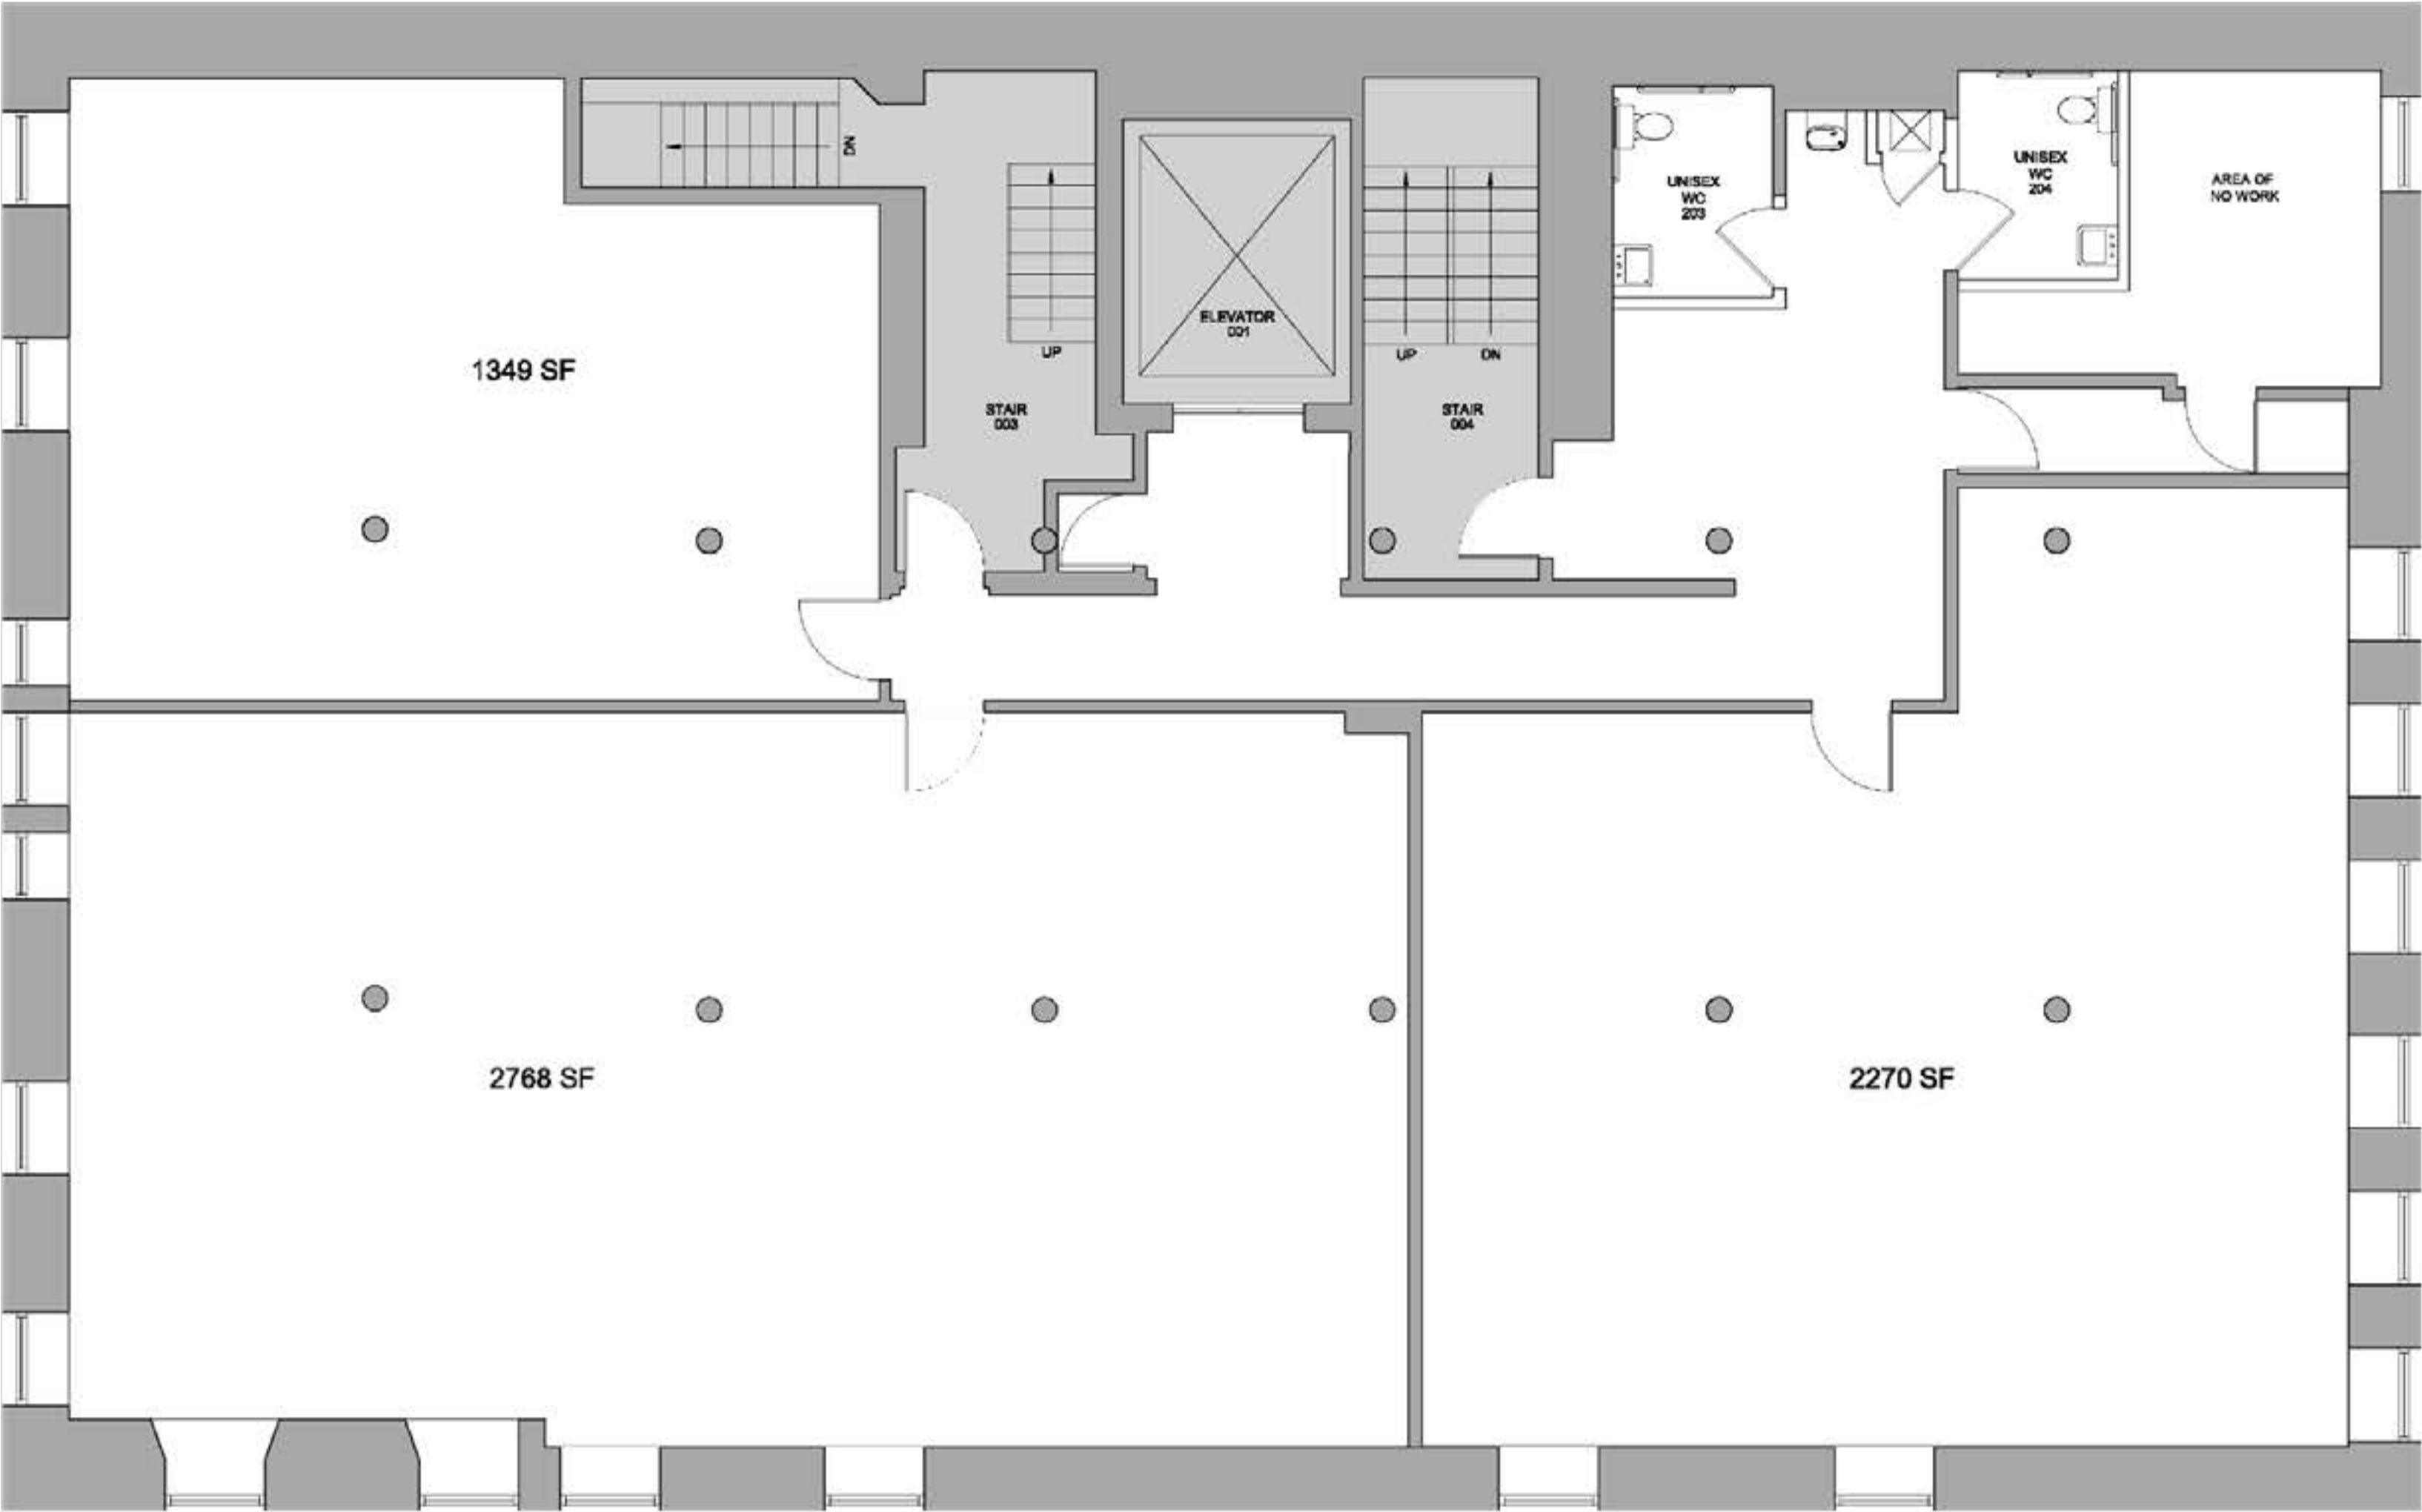 DN
UNISEX
WC
203
UNISEX
WC
204
AREA OF
NO WORK
ELEVATOR
001
1349 SF
UP
UP
DN
STAIR
003
STAIR
004
2768 SF
2270 SF